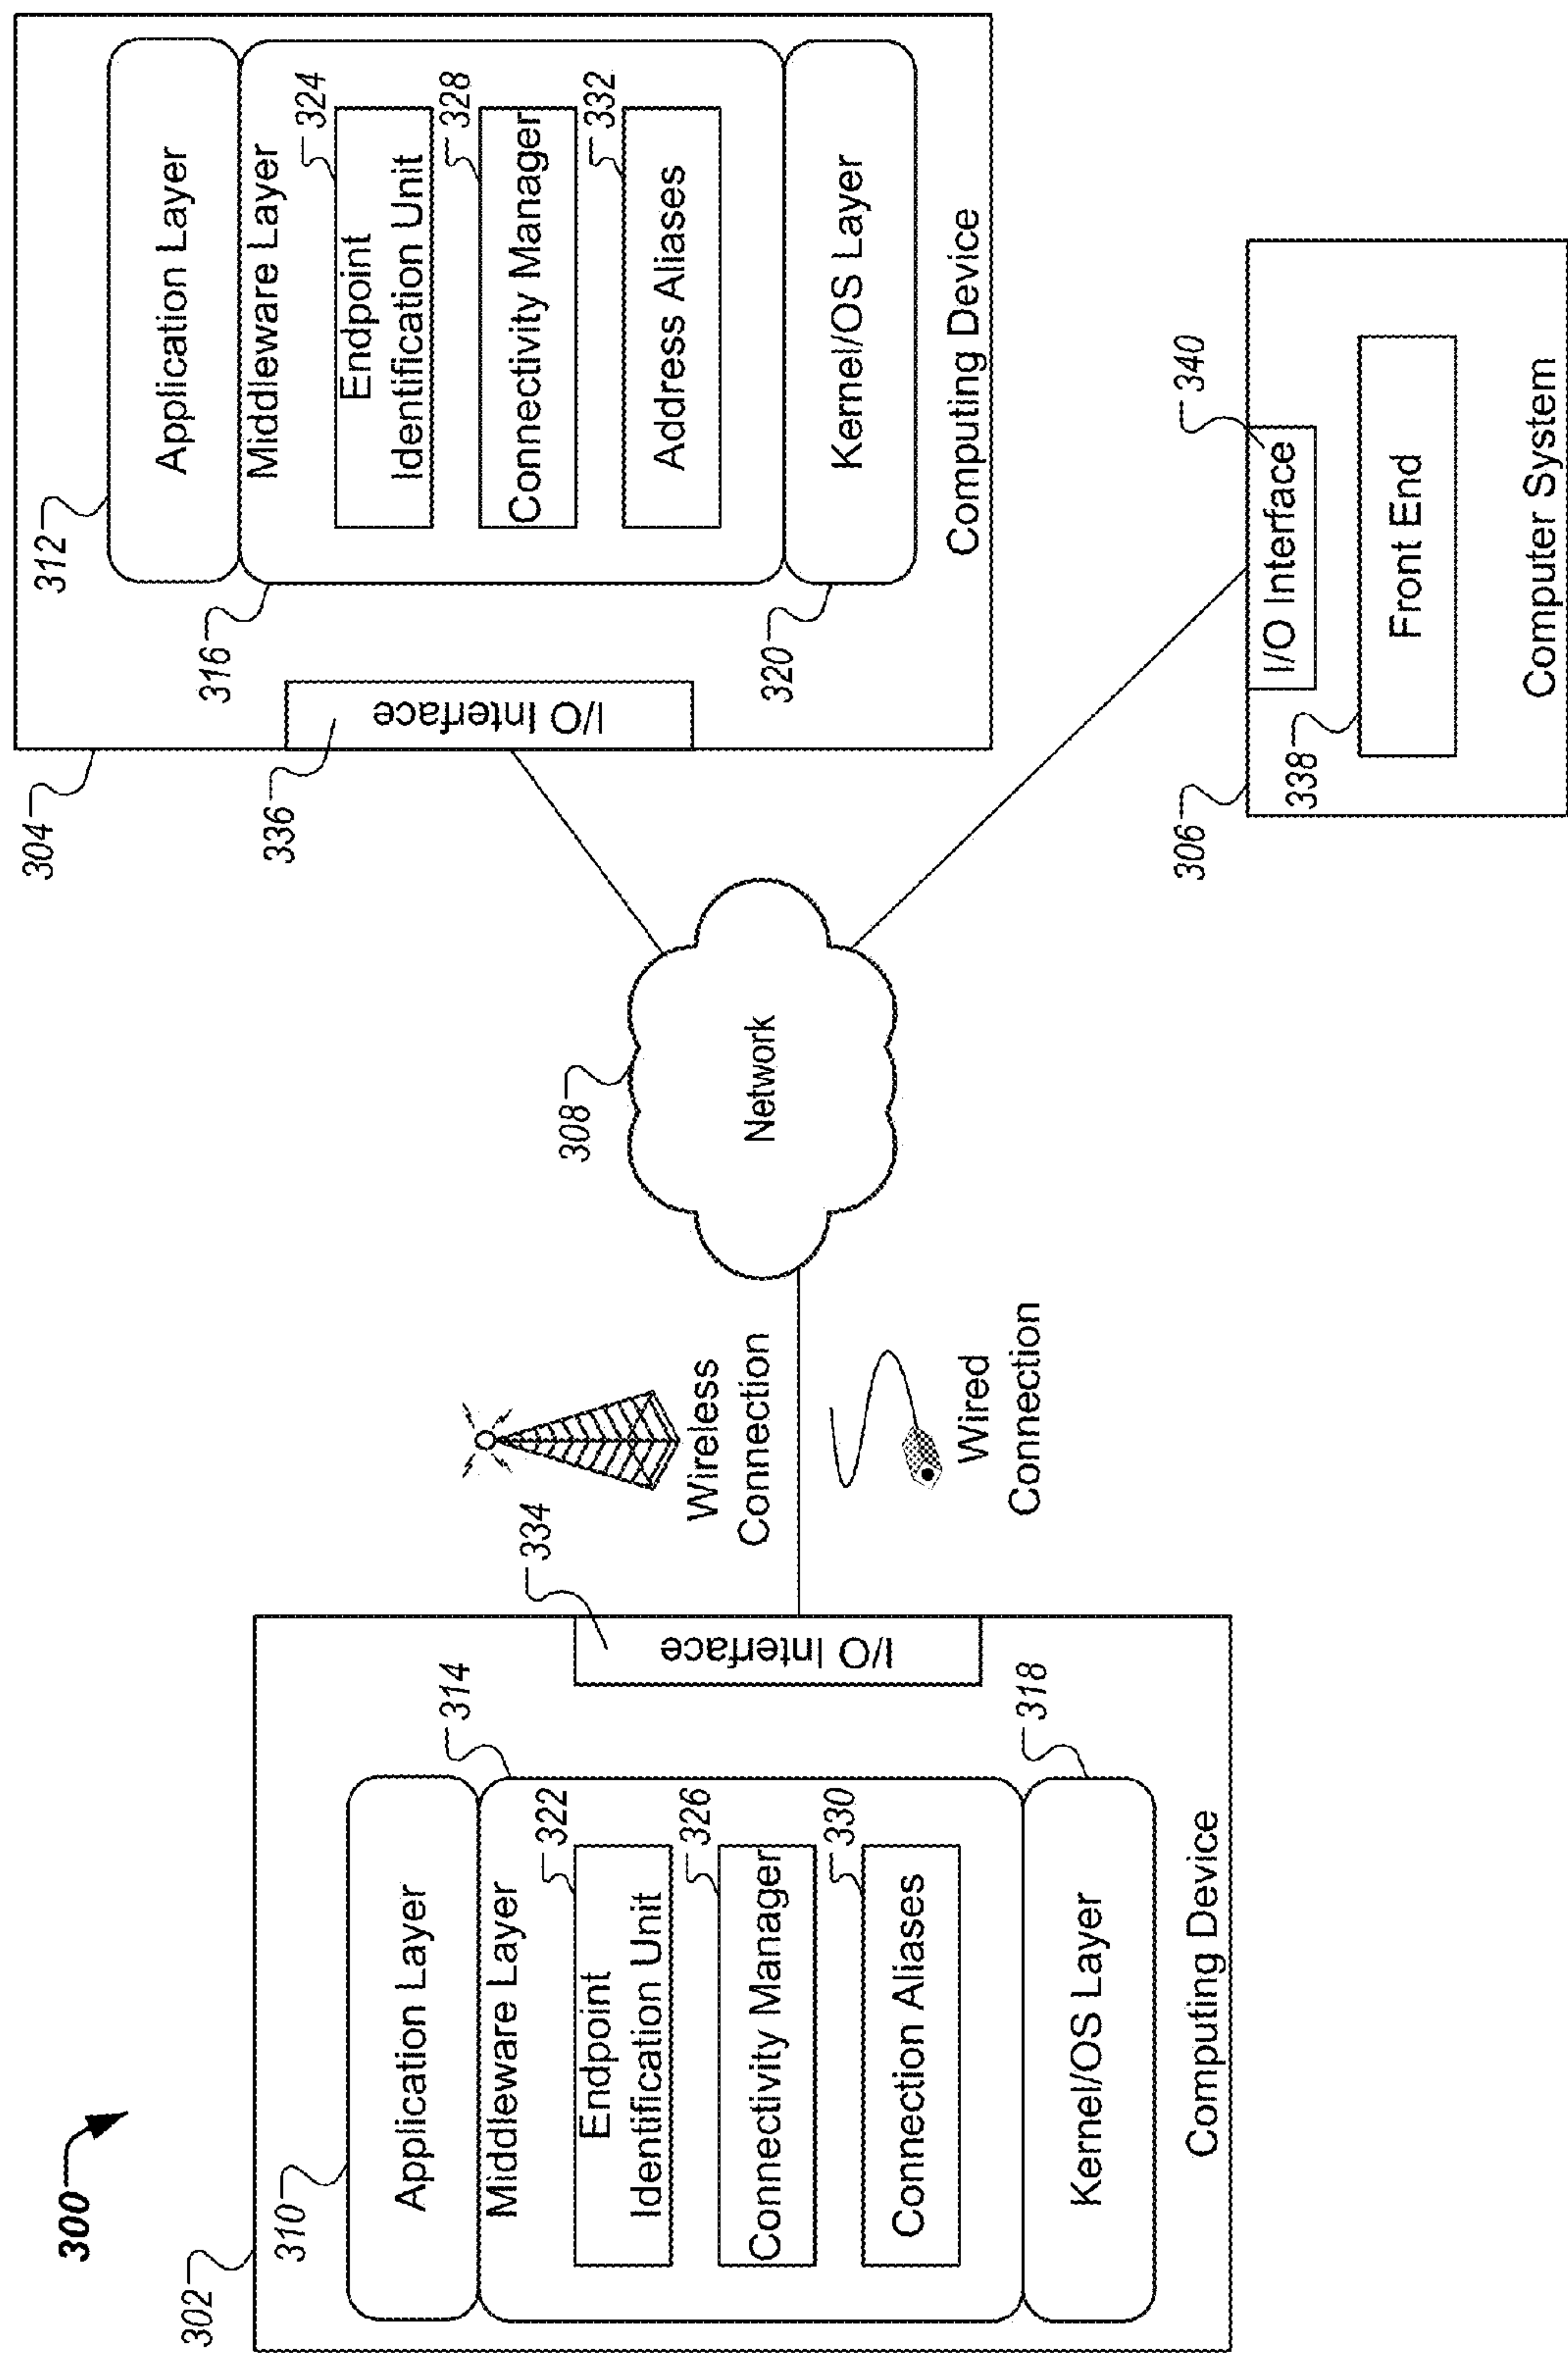 300
302
310
Application Layer
314
Middleware Layer
322
Endpoint
Identification Unit
326
Connectivity Manager
330
Connection Aliases
318
Kernel/OS Layer
Computing Device
334
I/O Interface
Wireless
Connection
Wired
Connection
308
Network
304
312
Application Layer
316
Middleware Layer
324
Endpoint
Identification Unit
328
Connectivity Manager
332
Address Aliases
320
Kernel/OS Layer
Computing Device
336
I/O Interface
306
340
I/O Interface
338
Front End
Computer System